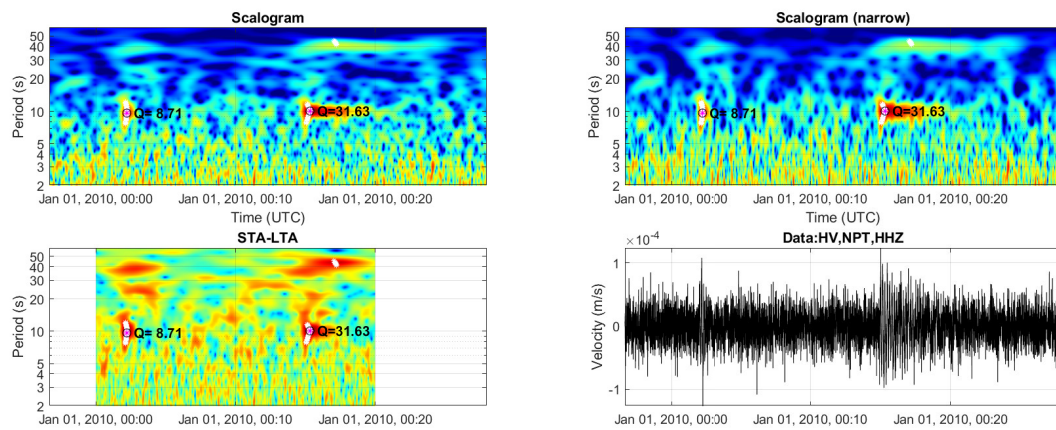 Scalogram
50
40
30
20
10
5
4
3
2
Period (s)
Q= 8.71
Q=31.63
Jan 01, 2010, 00:00
Jan 01, 2010, 00:10
Jan 01, 2010, 00:20
Time (UTC)
Scalogram (narrow)
50
40
30
20
10
5
4
3
2
Period (s)
Q= 8.71
Q=31.63
Jan 01, 2010, 00:00
Jan 01, 2010, 00:10
Jan 01, 2010, 00:20
Time (UTC)
STA-LTA
50
40
30
20
10
5
4
3
2
Period (s)
Q= 8.71
Q=31.63
Jan 01, 2010, 00:00
Jan 01, 2010, 00:10
Jan 01, 2010, 00:20
Data:HV,NPT,HHZ
×10⁻⁴
1
0
-1
Velocity (m/s)
Jan 01, 2010, 00:00
Jan 01, 2010, 00:10
Jan 01, 2010, 00:20